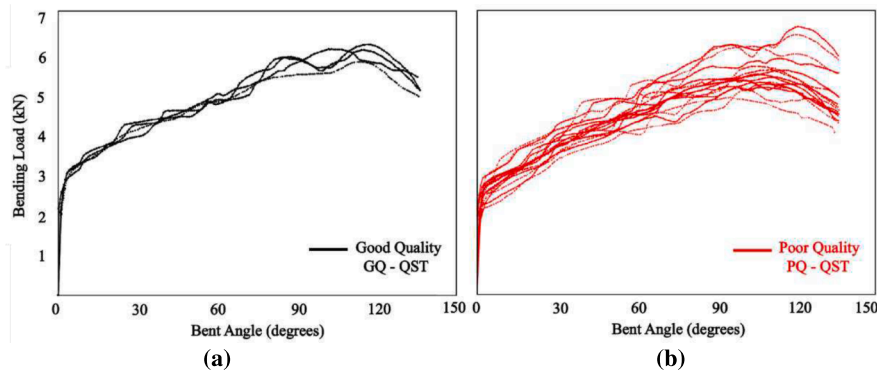 7
6
5
4
3
2
1
Bending Load (kN)
Good Quality
GQ - QST
0 30 60 90 120 150
Bent Angle (degrees)
(a)
Poor Quality
PQ - QST
0 30 60 90 120 150
Bent Angle (degrees)
(b)